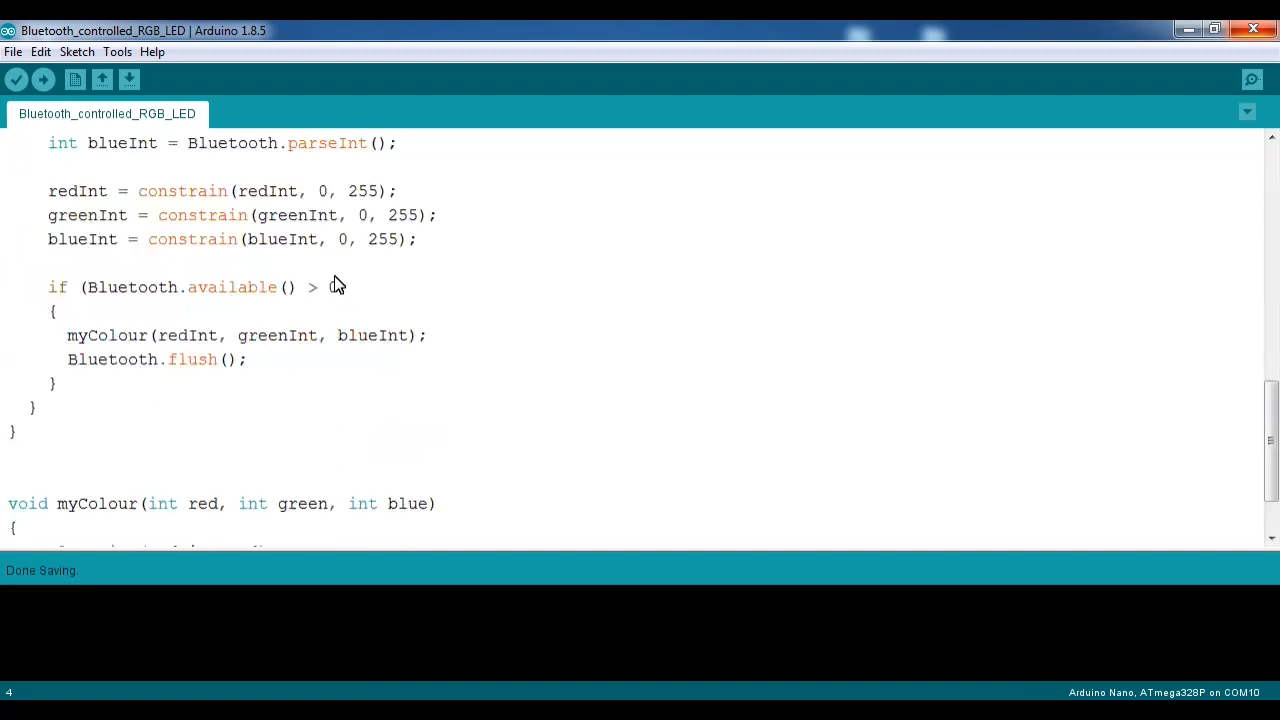 Bluetooth_controlled_RGB_LED | Arduino 1.8.5
File Edit Sketch Tools Help
Bluetooth_controlled_RGB_LED
int blueInt = Bluetooth.parseInt();
redInt = constrain(redInt, 0, 255);
greenInt = constrain(greenInt, 0, 255);
blueInt = constrain(blueInt, 0, 255);
if (Bluetooth.available() >
{
myColour(redInt, greenInt, blueInt);
Bluetooth.flush();
}
}
}
void myColour(int red, int green, int blue)
{
Done Saving.
4
Arduino Nano, ATmega328P on COM10